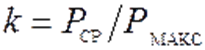 k = P_СР / P_МАКС